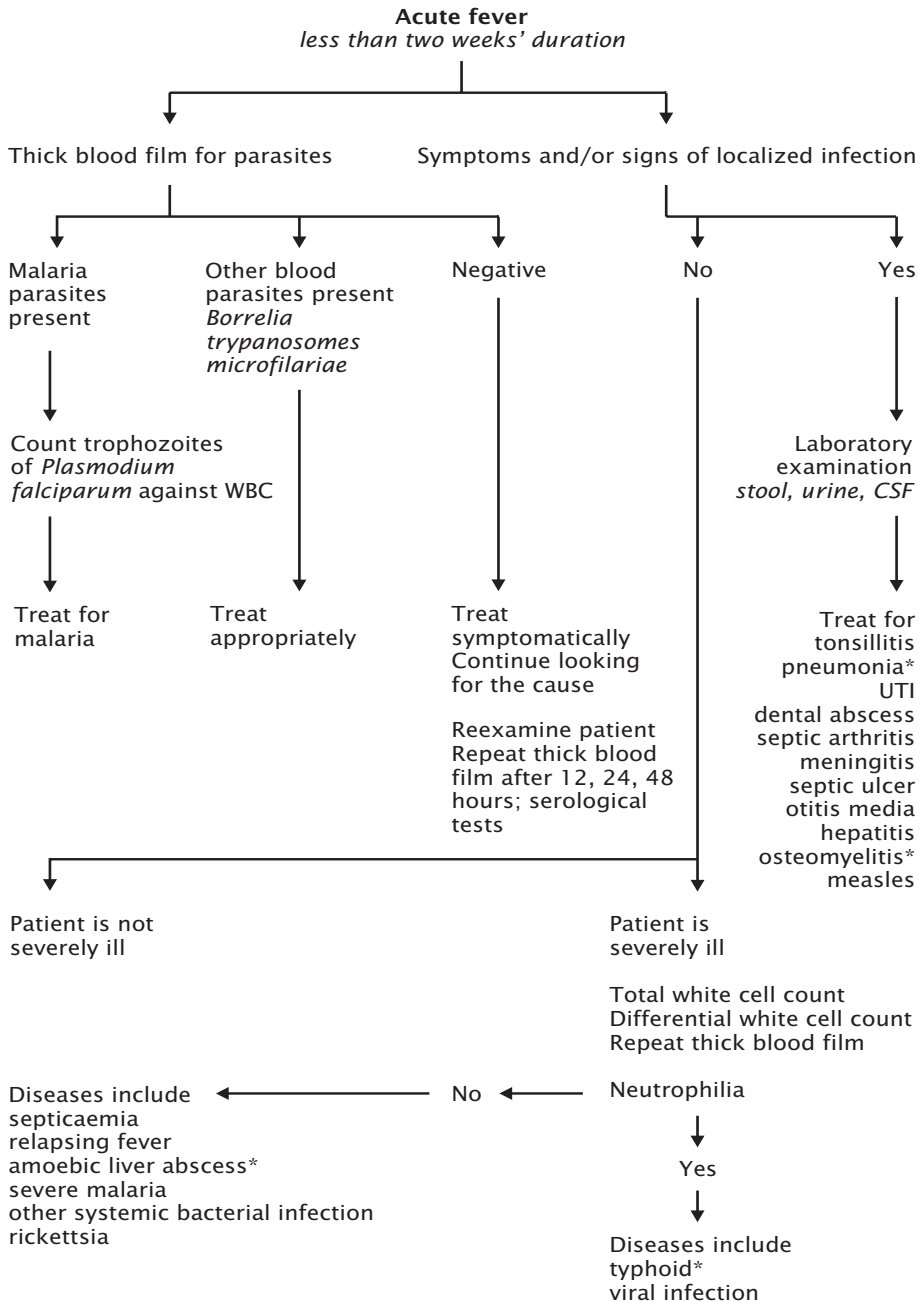 Acute fever
less than two weeks’ duration
Thick blood film for parasites
Symptoms and/or signs of localized infection
Malaria
parasites
present
Other blood
parasites present
Borrelia
trypanosomes
microfilariae
Negative
No
Yes
Count trophozoites
of Plasmodium
falciparum against WBC
Laboratory
examination
stool, urine, CSF
Treat for
malaria
Treat
appropriately
Treat
symptomatically
Continue looking
for the cause
Reexamine patient
Repeat thick blood
film after 12, 24, 48
hours; serological
tests
Treat for
tonsillitis
pneumonia*
UTI
dental abscess
septic arthritis
meningitis
septic ulcer
otitis media
hepatitis
osteomyelitis*
measles
Patient is not
severely ill
Patient is
severely ill
Total white cell count
Differential white cell count
Repeat thick blood film
Neutrophilia
No
Diseases include
septicaemia
relapsing fever
amoebic liver abscess*
severe malaria
other systemic bacterial infection
rickettsia
Yes
Diseases include
typhoid*
viral infection